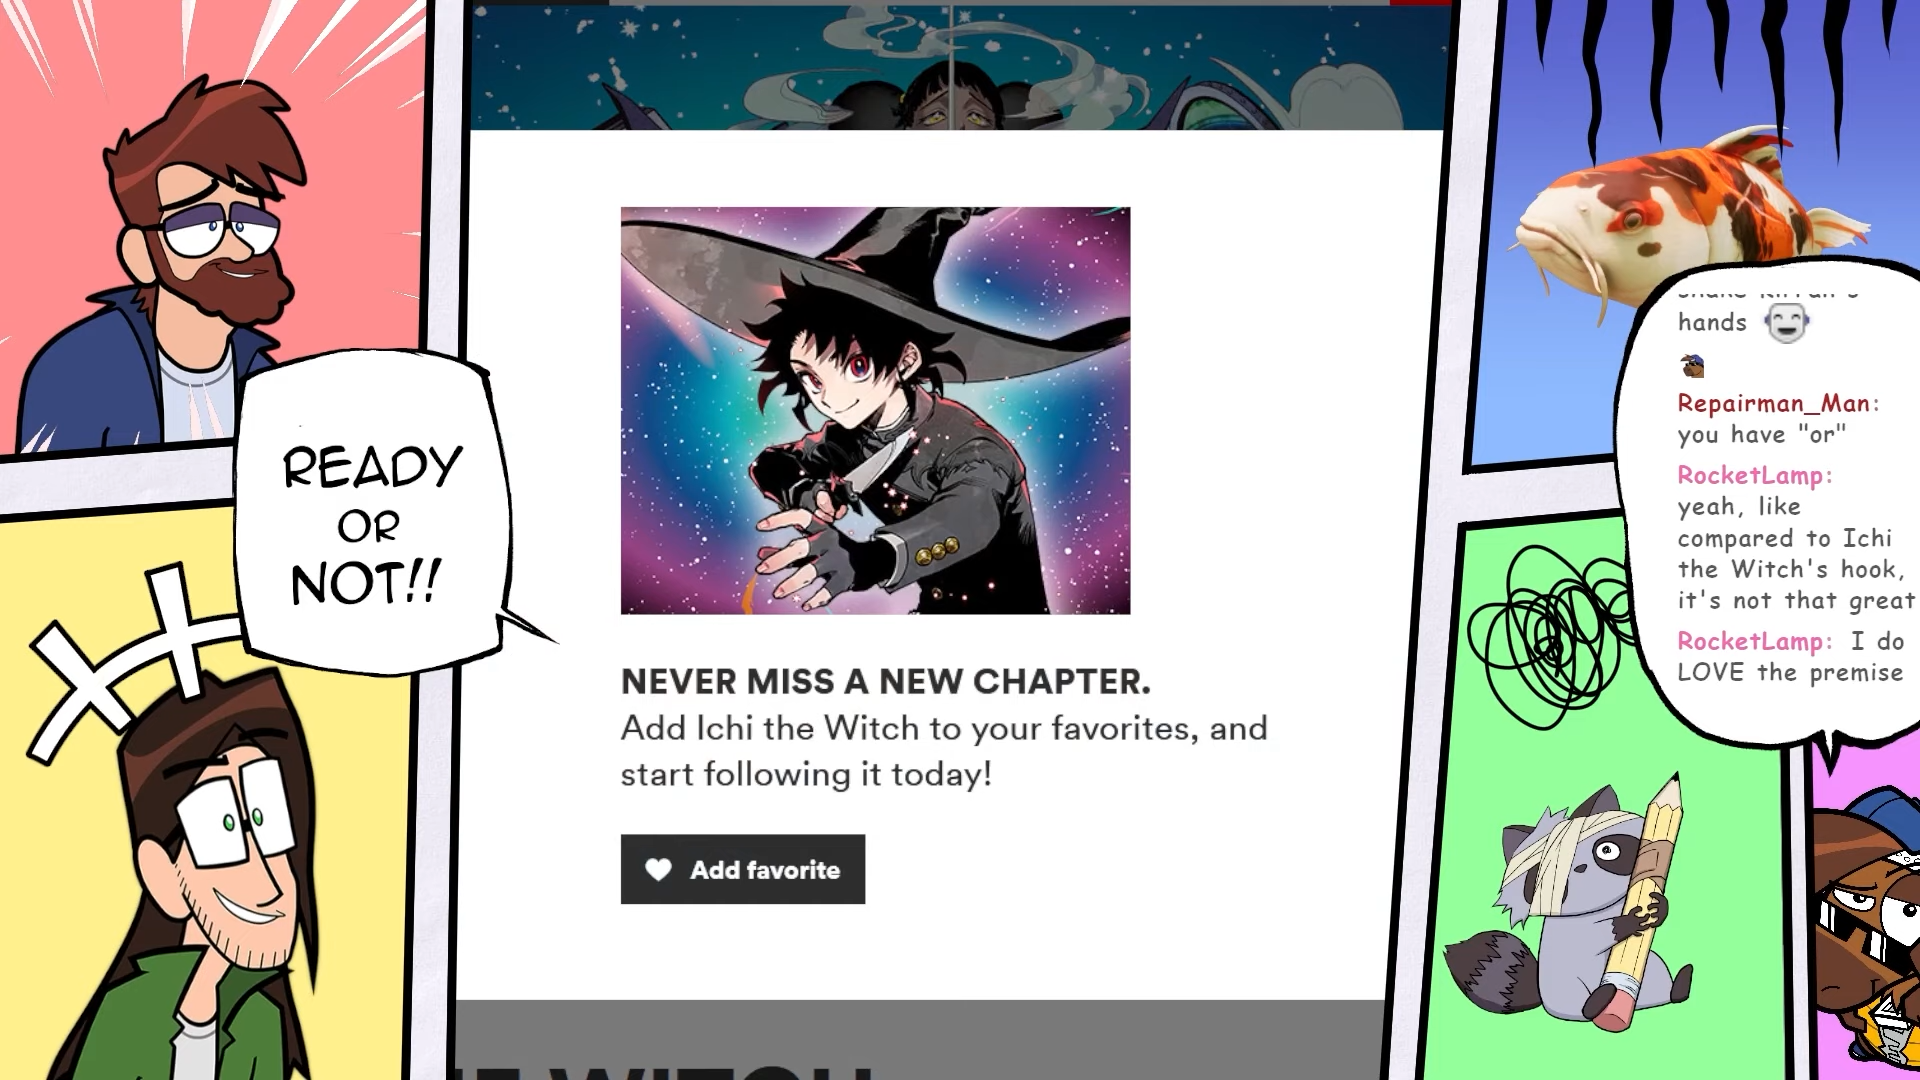 READY
OR
NOT!!
NEVER MISS A NEW CHAPTER.
Add Ichi the Witch to your favorites, and
start following it today!
Add favorite
WITCH
hands
Repairman_Man:
you have "or"
RocketLamp:
yeah, like
compared to Ichi
the Witch's hook,
it's not that great
RocketLamp: I do
LOVE the premise